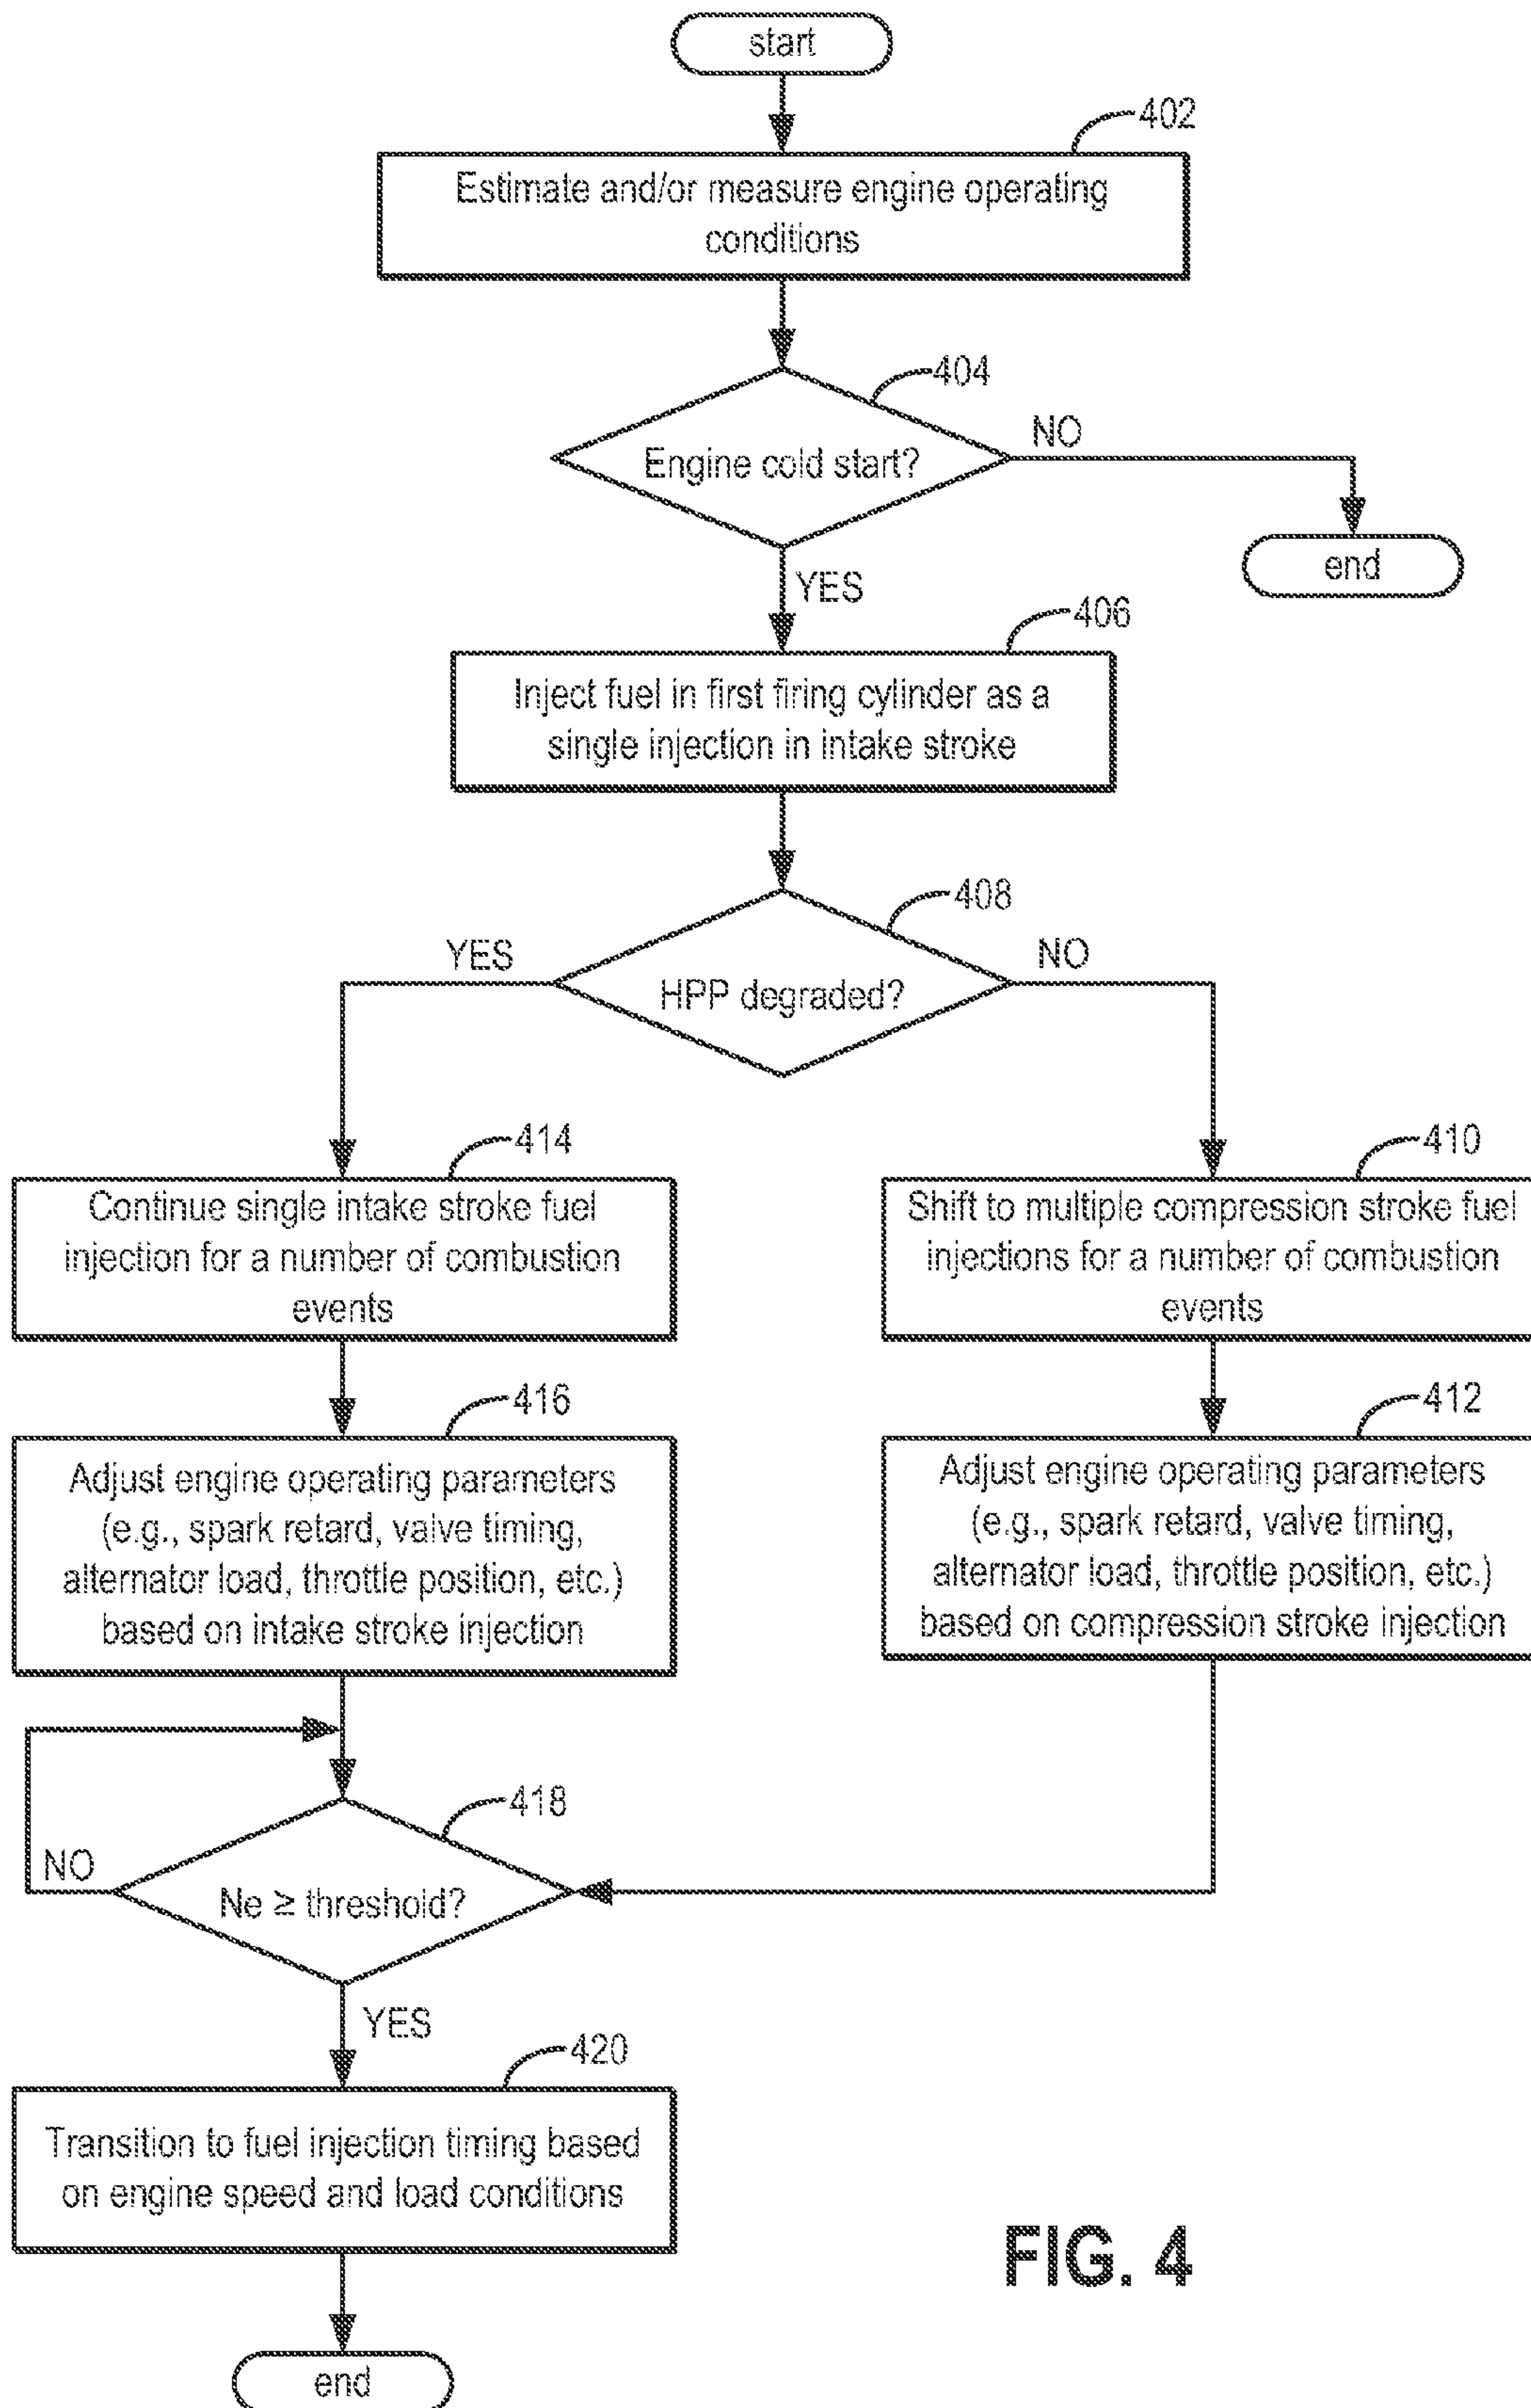 start
402
Estimate and/or measure engine operating
conditions
404
Engine cold start?
NO
end
YES
406
Inject fuel in first firing cylinder as a
single injection in intake stroke
408
HPP degraded?
YES
NO
414
Continue single intake stroke fuel
injection for a number of combustion
events
410
Shift to multiple compression stroke fuel
injections for a number of combustion
events
416
Adjust engine operating parameters
(e.g., spark retard, valve timing,
alternator load, throttle position, etc.)
based on intake stroke injection
412
Adjust engine operating parameters
(e.g., spark retard, valve timing,
alternator load, throttle position, etc.)
based on compression stroke injection
418
Ne ≥ threshold?
NO
YES
420
Transition to fuel injection timing based
on engine speed and load conditions
end
FIG. 4